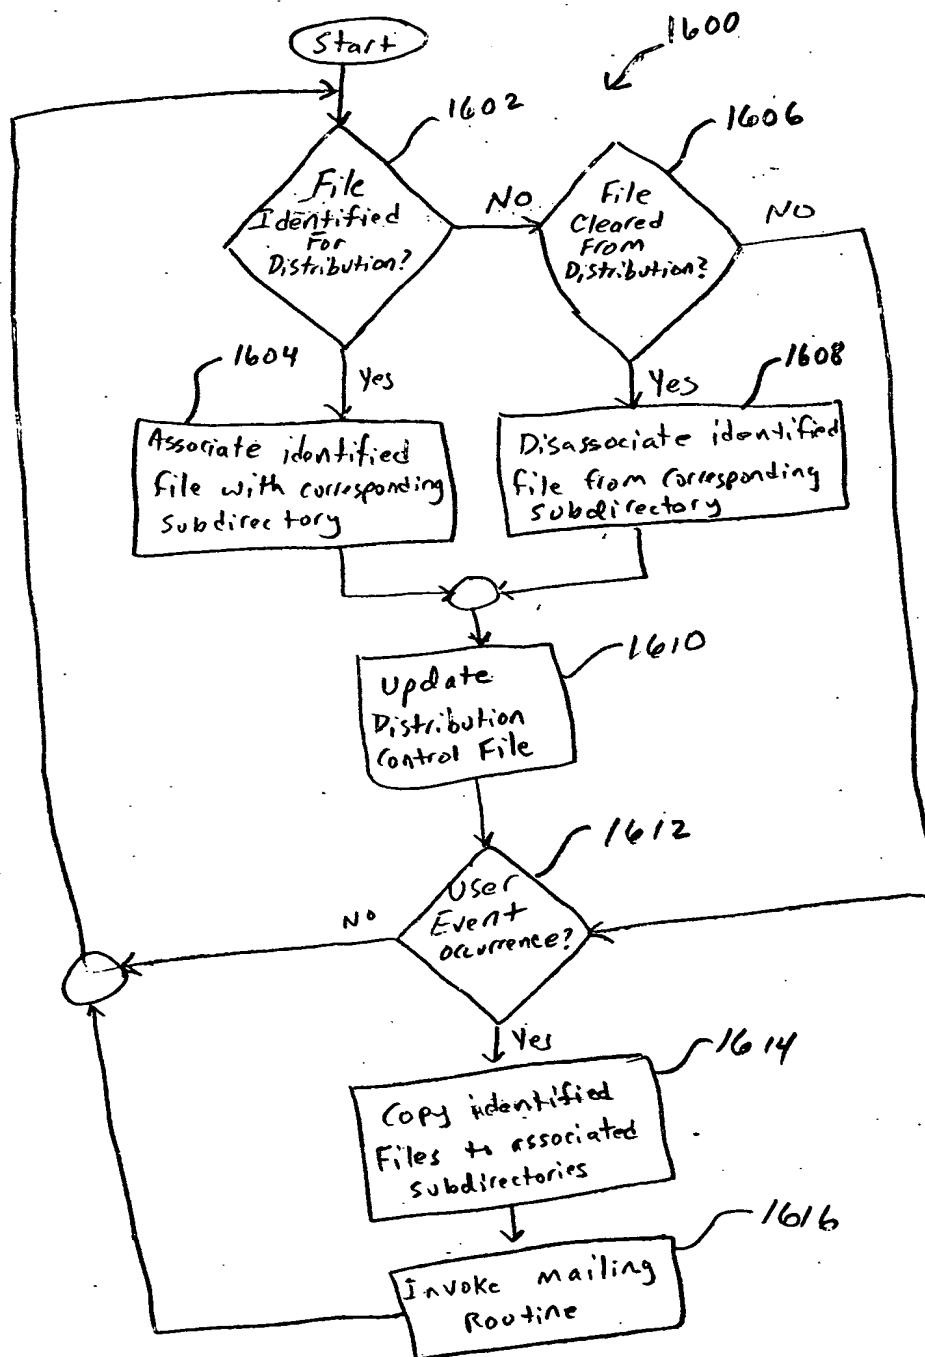 Start
1600
1602
File
Identified
For
Distribution?
NO
1606
File
Cleared
From
Distribution?
NO
1604
Yes
Associate identified
file with corresponding
subdirectory
1608
Yes
Disassociate identified
file from corresponding
subdirectory
1610
Update
Distribution
Control File
1612
User
Event
occurrence?
NO
Yes
1614
Copy identified
Files to associated
subdirectories
1616
Invoke mailing
Routine